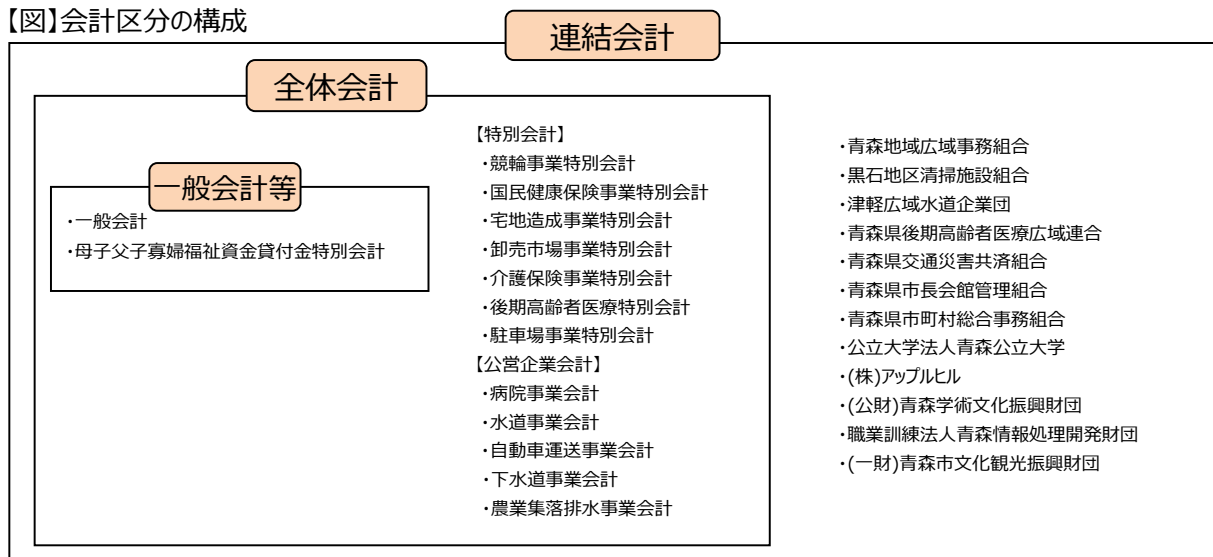 【図】会計区分の構成
連結会計
全体会計
一般会計等
・一般会計
・母子父子寡婦福祉資金貸付金特別会計
【特別会計】
・競輪事業特別会計
・国民健康保険事業特別会計
・宅地造成事業特別会計
・卸売市場事業特別会計
・介護保険事業特別会計
・後期高齢者医療特別会計
・駐車場事業特別会計
【公営企業会計】
・病院事業会計
・水道事業会計
・自動車運送事業会計
・下水道事業会計
・農業集落排水事業会計
・青森地域広域事務組合
・黒石地区清掃施設組合
・津軽広域水道企業団
・青森県後期高齢者医療広域連合
・青森県交通災害共済組合
・青森県市長会館管理組合
・青森県市町村総合事務組合
・公立大学法人青森公立大学
・(株)アップルヒル
・(公財)青森学術文化振興財団
・職業訓練法人青森情報処理開発財団
・(一財)青森市文化観光振興財団